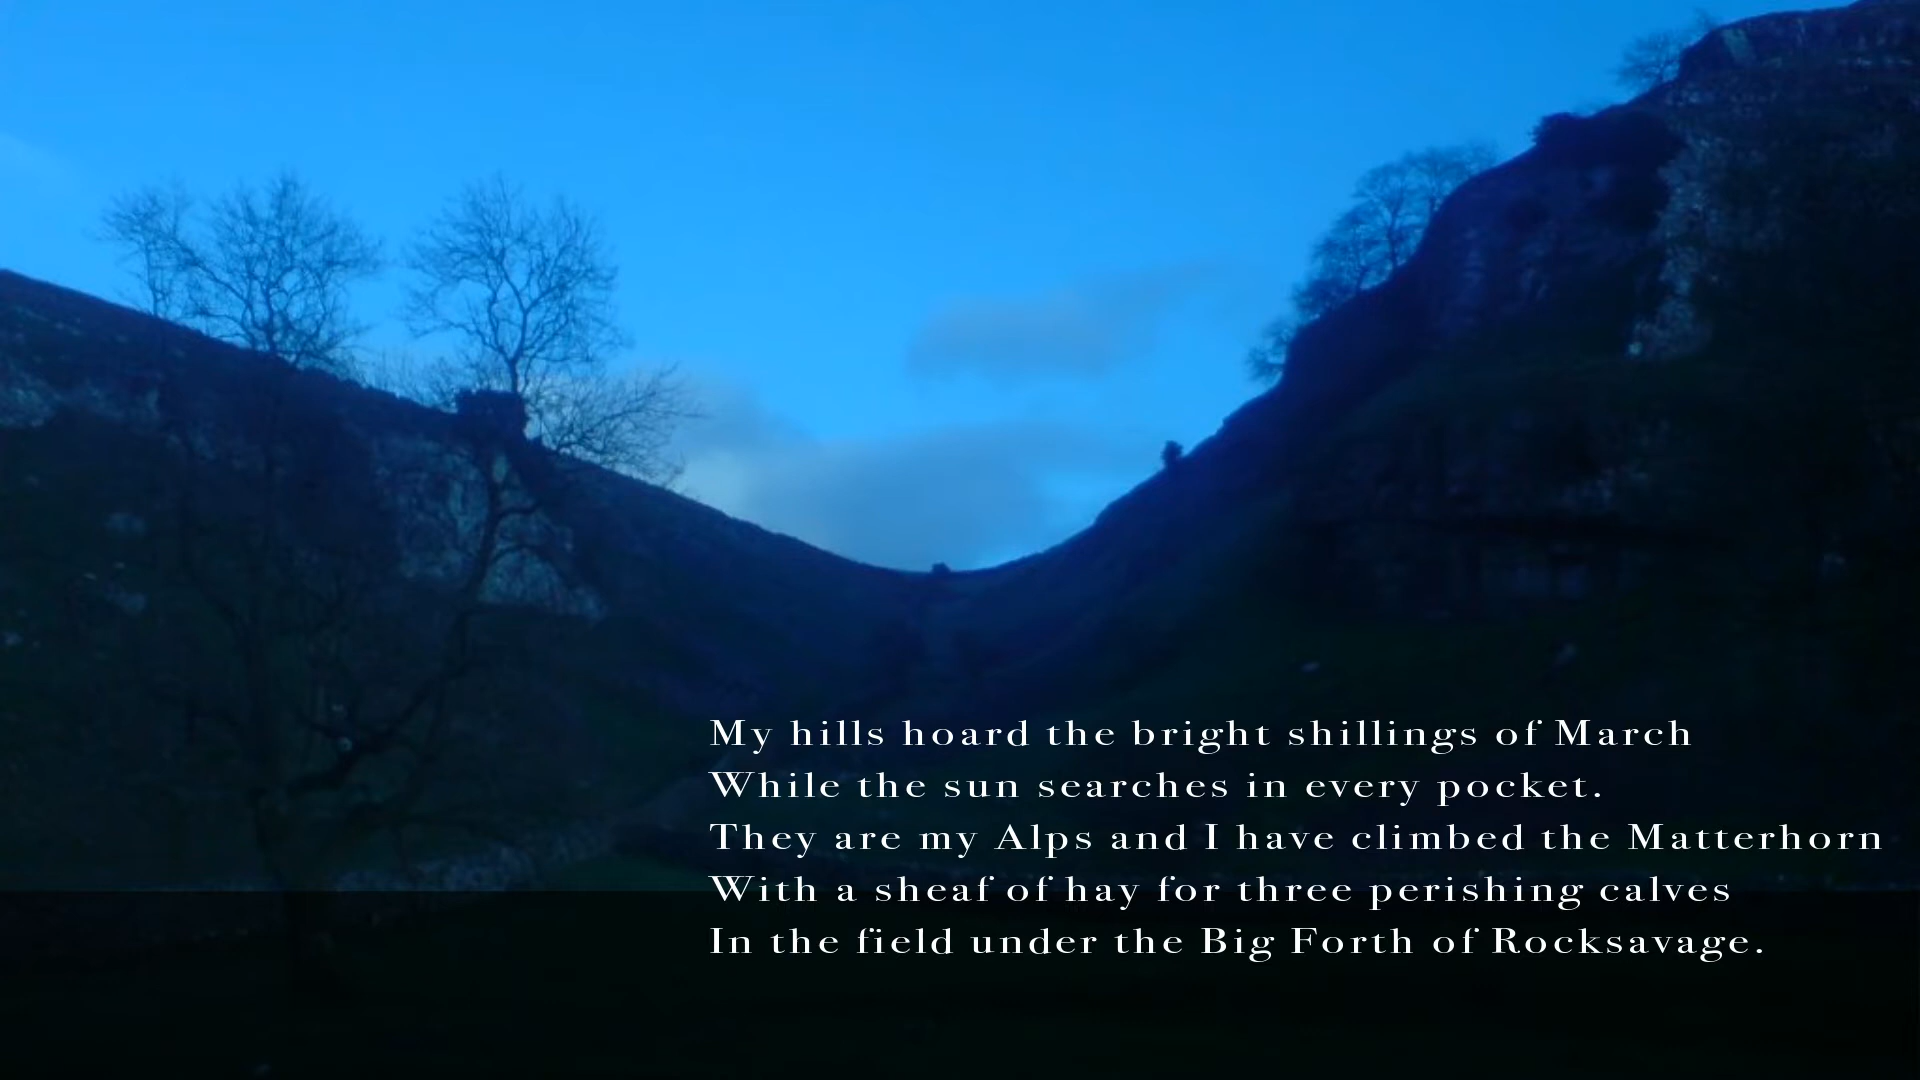 My hills hoard the bright shillings of March
While the sun searches in every pocket.
They are my Alps and I have climbed the Matterhorn
With a sheaf of hay for three perishing calves
In the field under the Big Forth of Rocksavage.